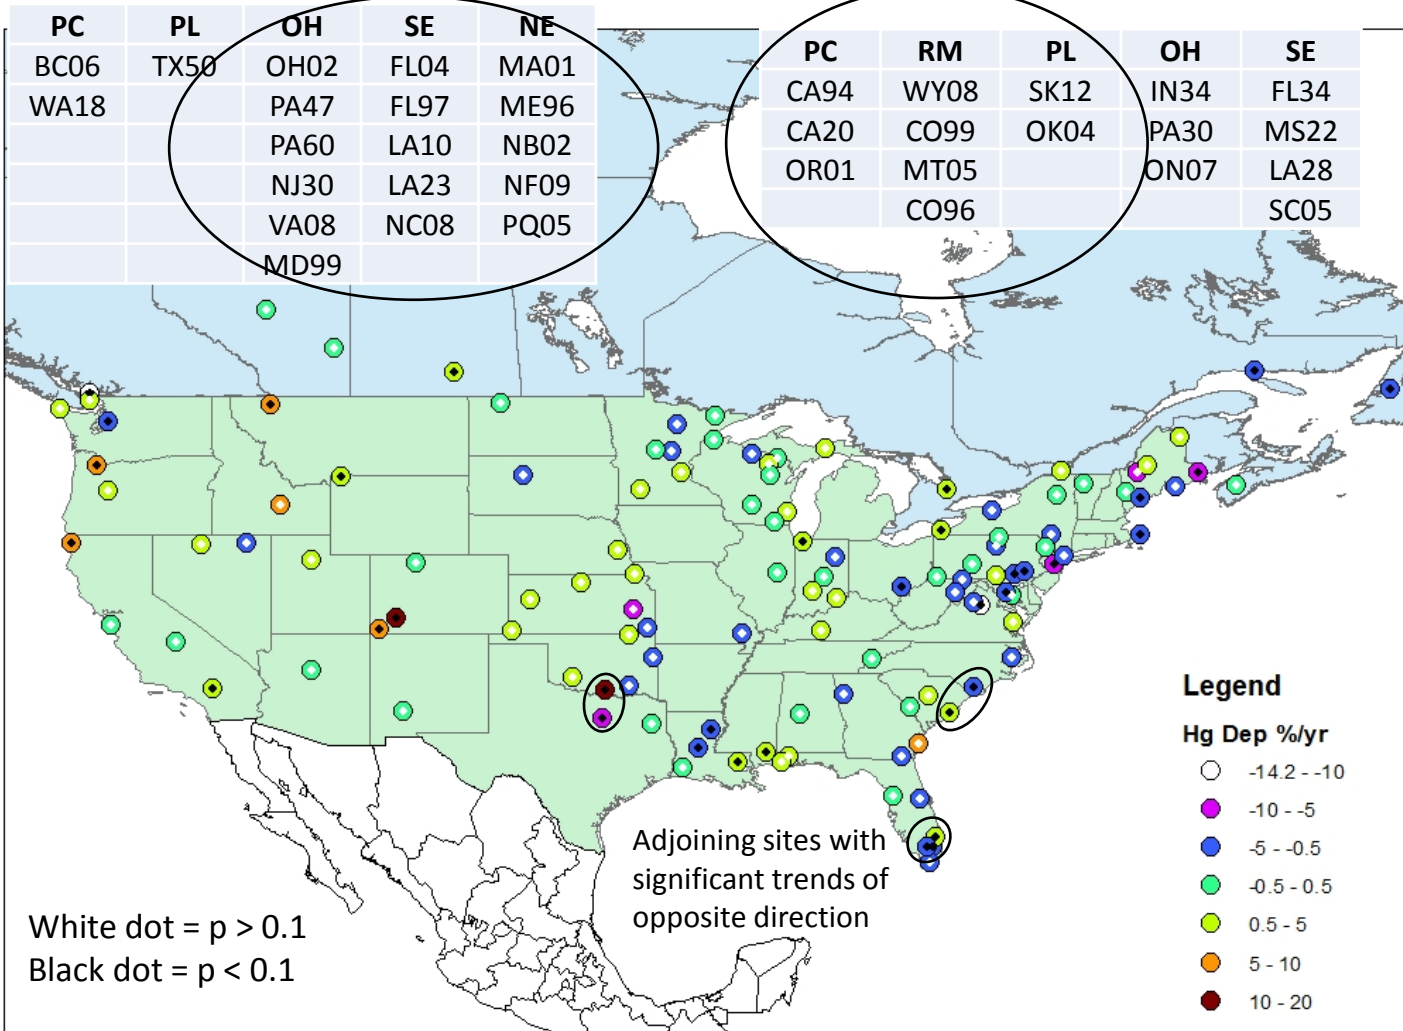 PC PL OH SE NE
BC06 TX50 OH02 FL04 MA01
WA18 PA47 FL97 ME96
PA60 LA10 NB02
NJ30 LA23 NF09
VA08 NC08 PQ05
MD99
PC RM PL OH SE
CA94 WY08 SK12 IN34 FL34
CA20 CO99 OK04 PA30 MS22
OR01 MT05 ON07 LA28
CO96 SC05
Adjoining sites with
significant trends of
opposite direction
White dot = p > 0.1
Black dot = p < 0.1
Legend
Hg Dep %/yr
-14.2 - -10
-10 - -5
-5 - -0.5
-0.5 - 0.5
0.5 - 5
5 - 10
10 - 20